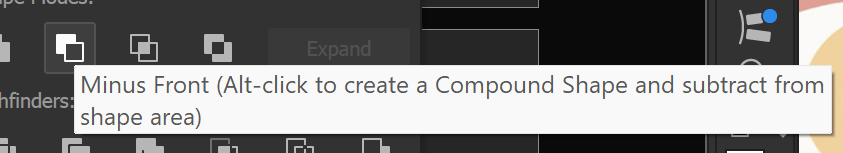 Expand
Minus Front (Alt-click to create a Compound Shape and subtract from
shape area)